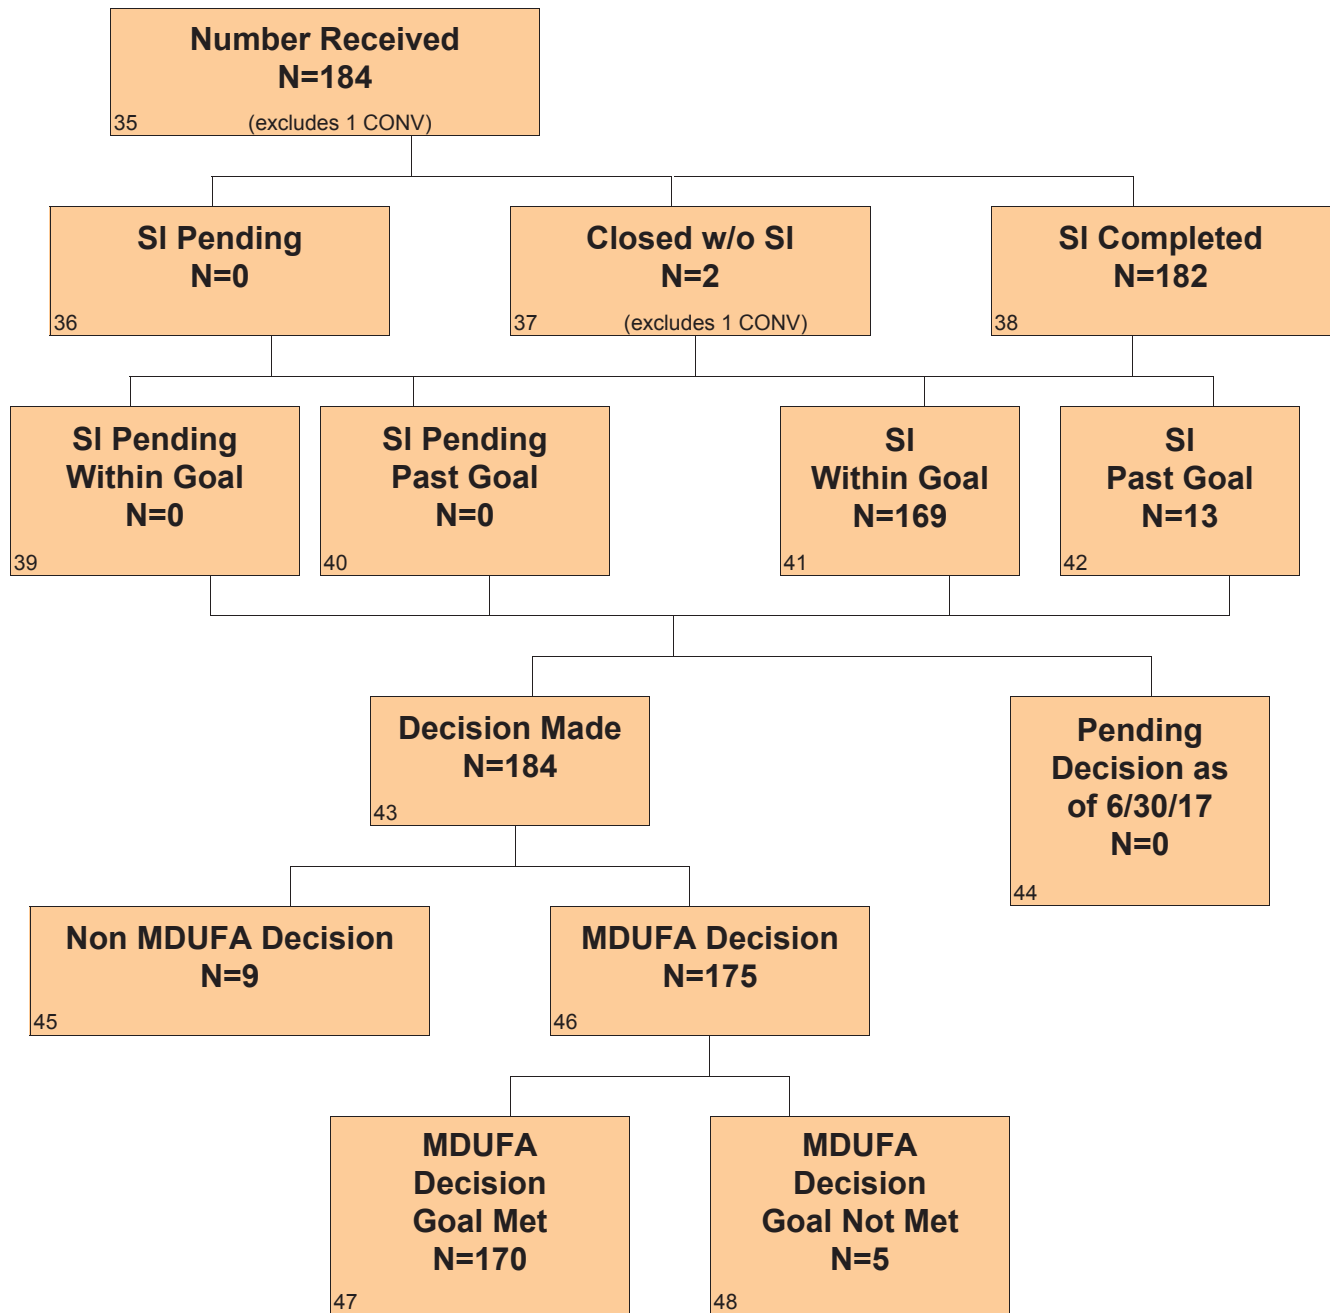 Number Received
N=184
35 (excludes 1 CONV)
SI Pending
N=0
36
Closed w/o SI
N=2
37 (excludes 1 CONV)
SI Completed
N=182
38
SI Pending
Within Goal
N=0
39
SI Pending
Past Goal
N=0
40
SI
Within Goal
N=169
41
SI
Past Goal
N=13
42
Decision Made
N=184
43
Pending
Decision as
of 6/30/17
N=0
44
Non MDUFA Decision
N=9
45
MDUFA Decision
N=175
46
MDUFA
Decision
Goal Met
N=170
47
MDUFA
Decision
Goal Not Met
N=5
48